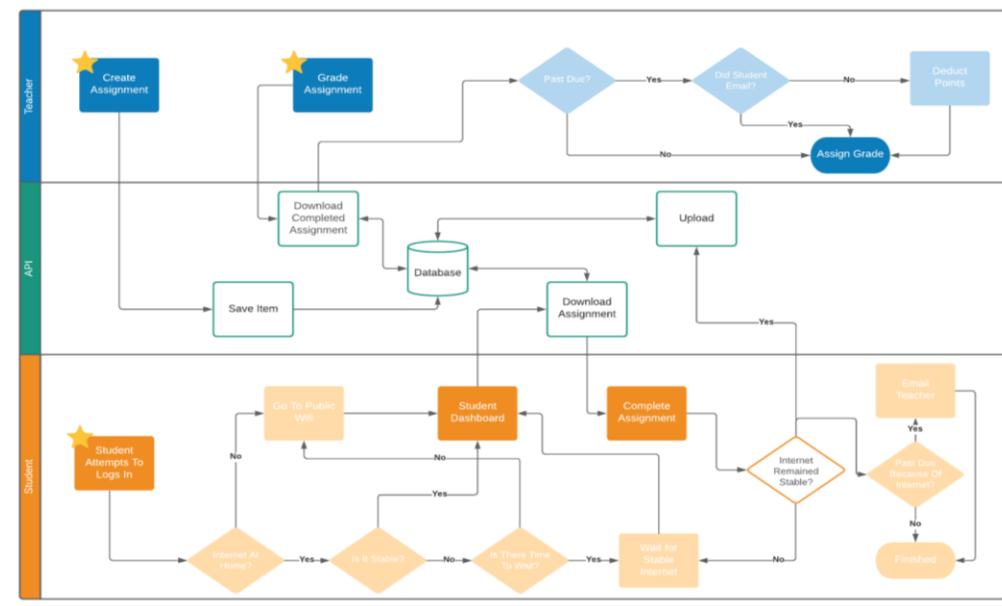 Teacher
Create
Assignment
Grade
Assignment
Past Due?
Yes
Did Student
Email?
No
Deduct
Points
Yes
No
Assign Grade
API
Download
Completed
Assignment
Upload
Database
Save Item
Download
Assignment
Yes
Student
Student
Attempts To
Logs In
Go To Public
Wifi
Student
Dashboard
Complete
Assignment
Internet
Remained
Stable?
Email
Teacher
Yes
Past Due
Because Of
Internet?
No
Finished
No
No
Yes
Internet At
Home?
Yes
Is It Stable?
No
Is There Time
To Wait?
Yes
Wait for
Stable
Internet
No